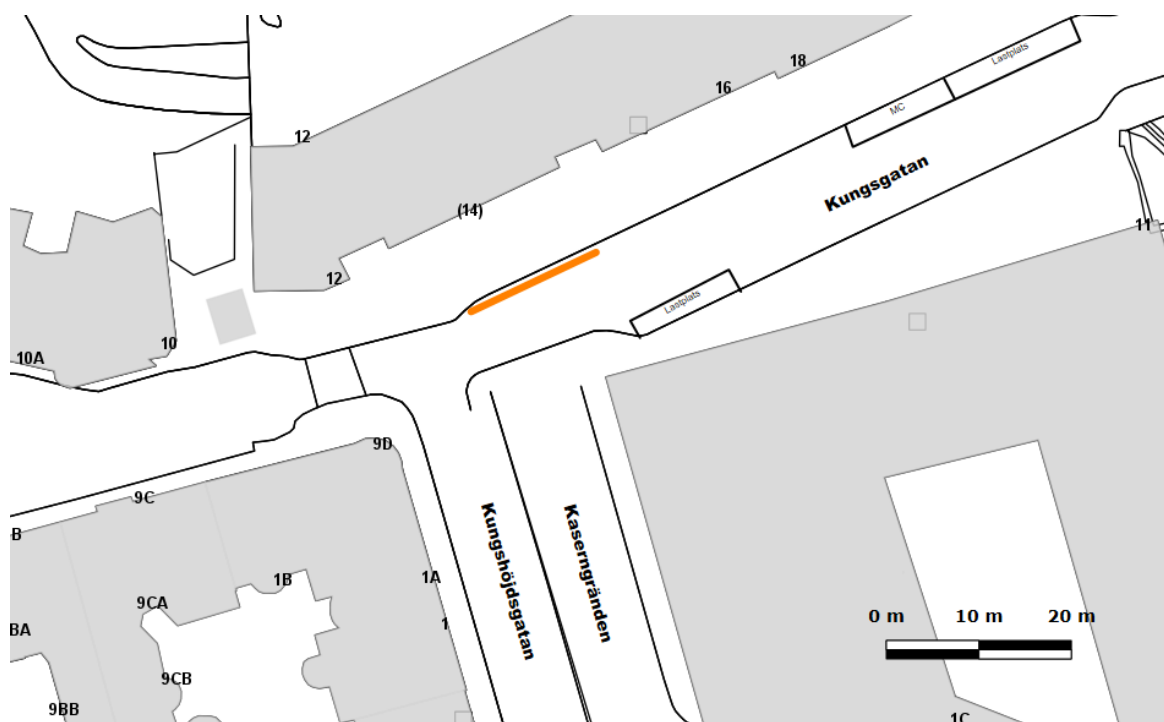 18
Lastplats
16
MC
12
Kungsgatan
(14)
11
12
Lastplats
10
10A
9D
9C
B
Kungshöjdsgatan
Kaserngränden
1A
1B
9CA
0 m 10 m 20 m
1
BA
9CB
9BB
1C